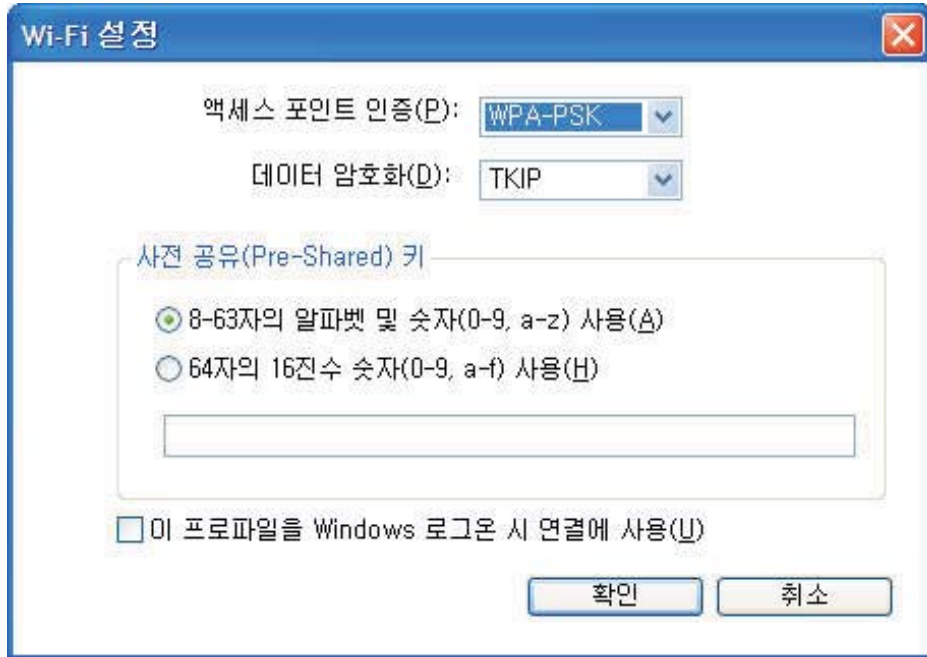 Wi-Fi 설정
액세스 포인트 인증(P): WPA-PSK
데이터 암호화(D): TKIP
사전 공유(Pre-Shared) 키
8-63자의 알파벳 및 숫자(0-9, a-z) 사용(A)
64자의 16진수 숫자(0-9, a-f) 사용(H)
이 프로파일을 Windows 로그온 시 연결에 사용(U)
확인 취소